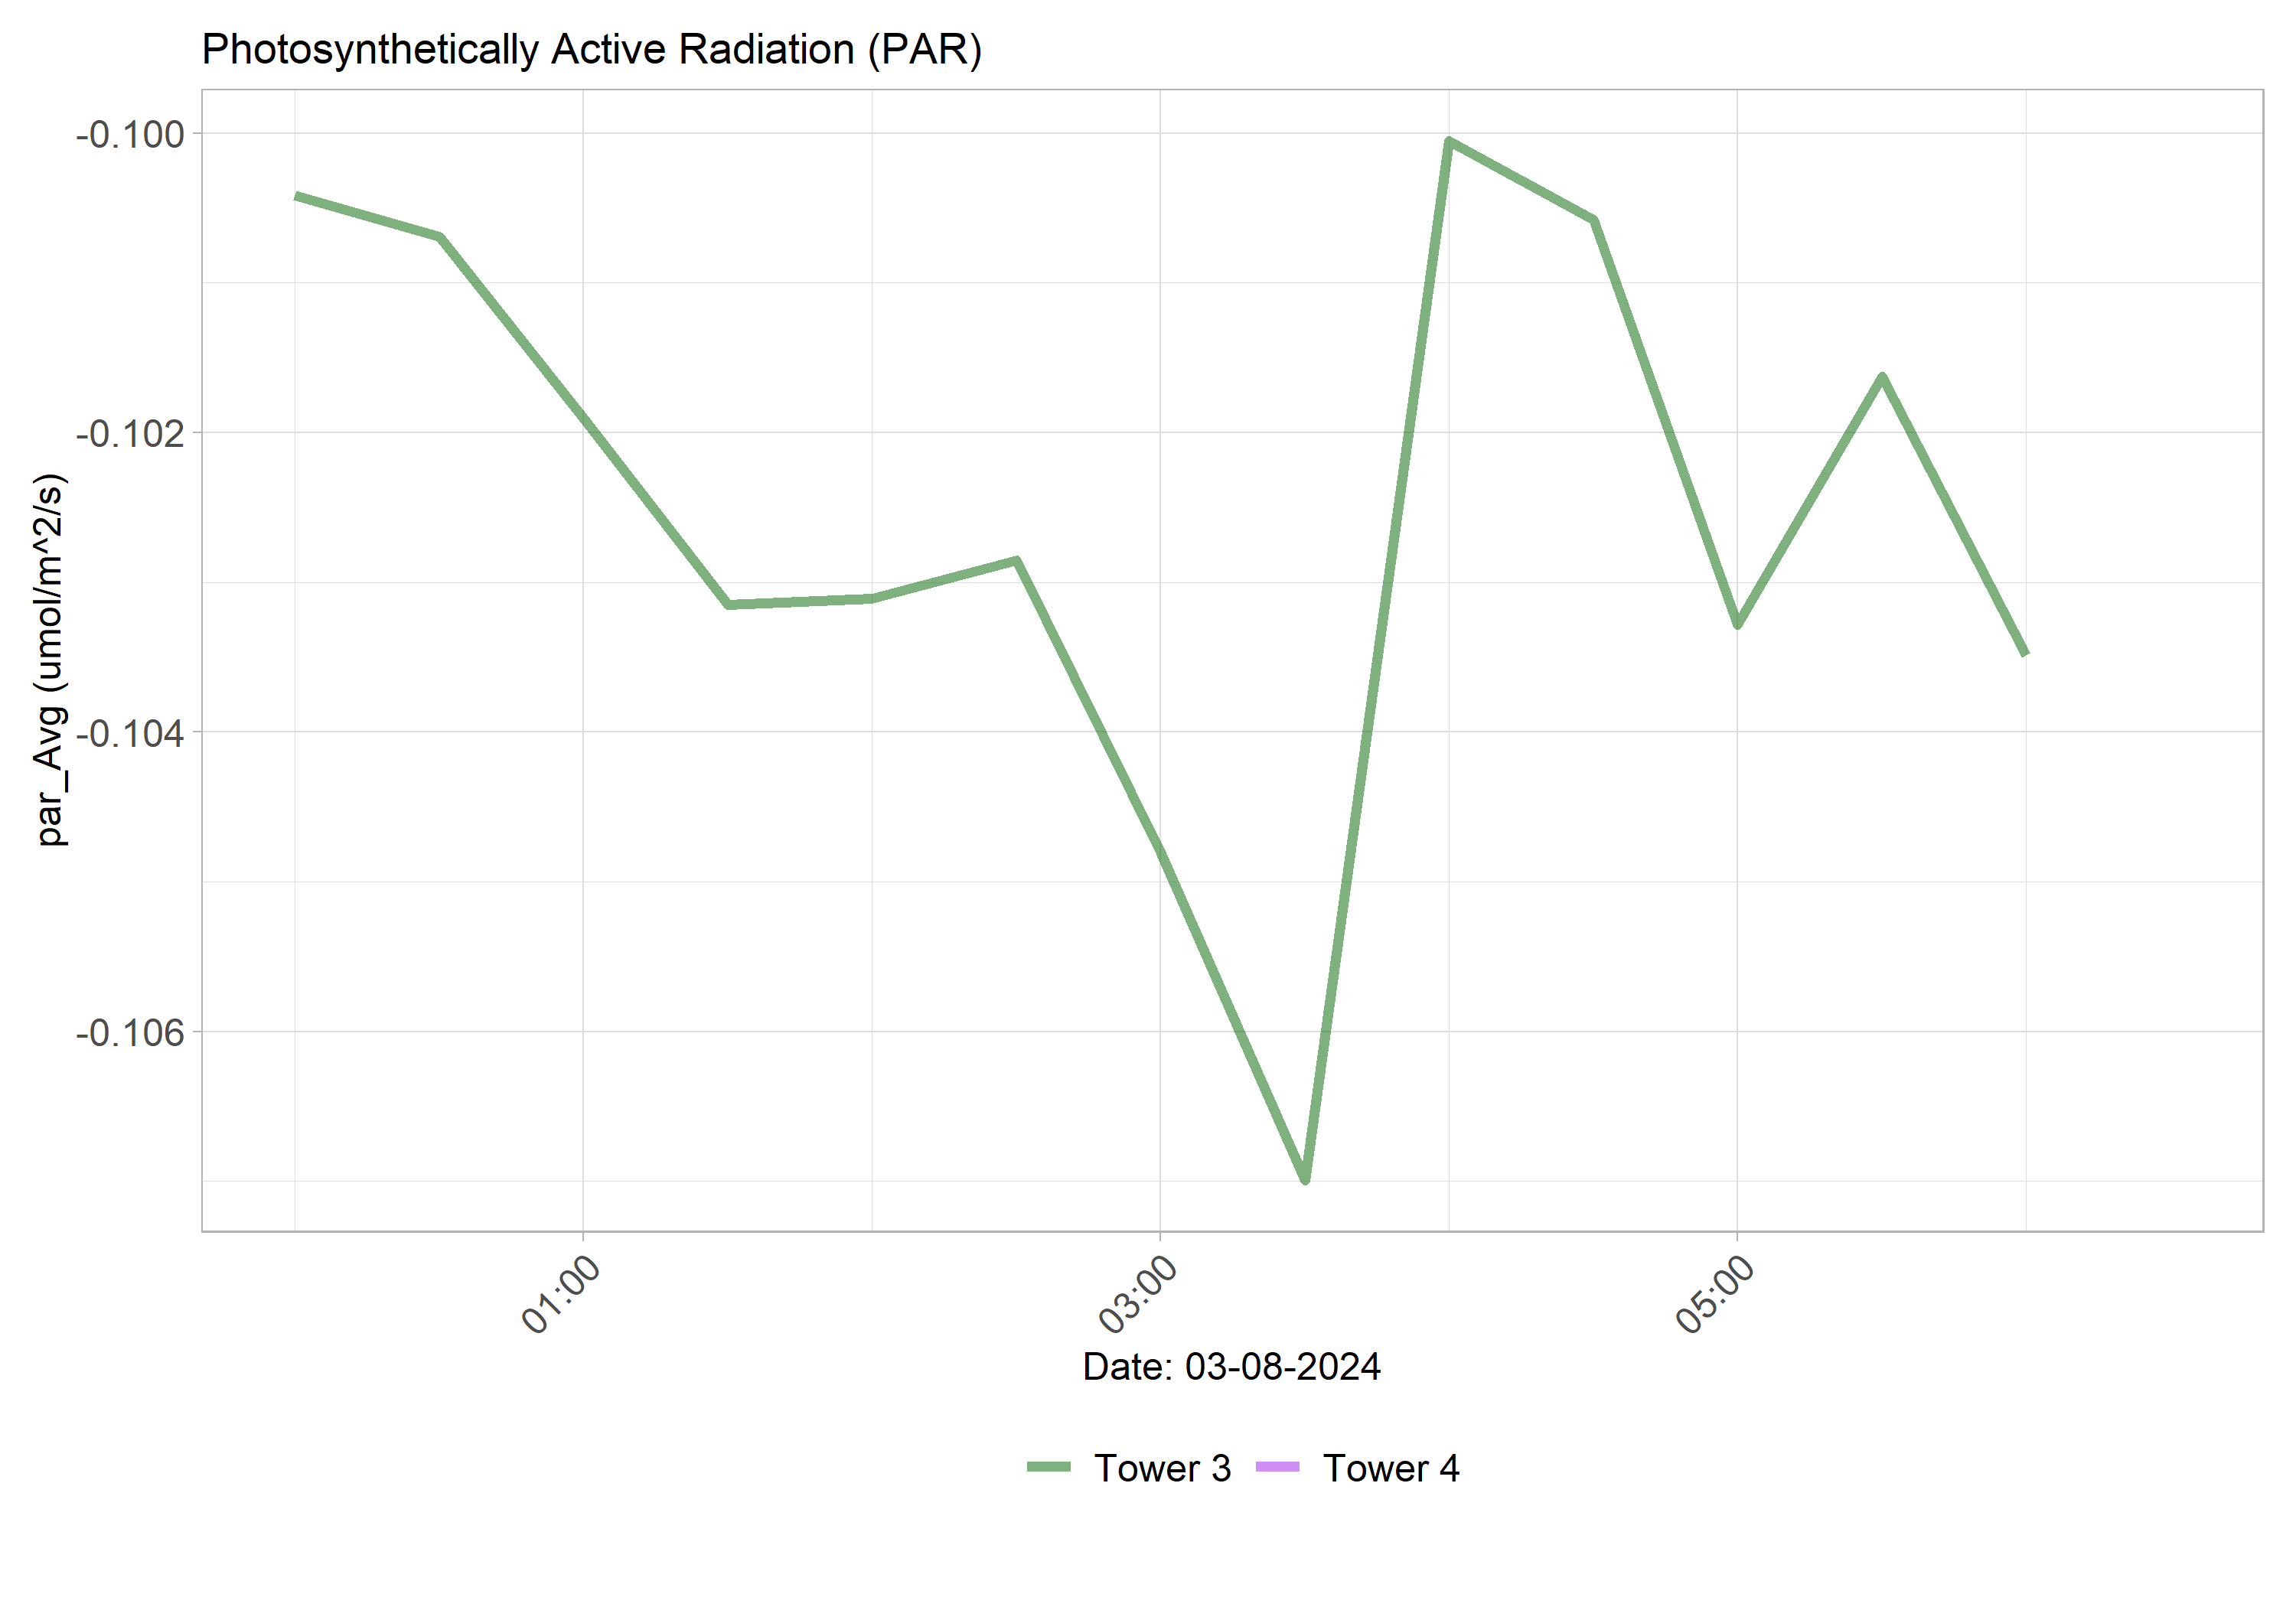 Photosynthetically Active Radiation (PAR)
-0.100
-0.102
-0.104
-0.106
par_Avg (umol/m^2/s)
01:00
03:00
05:00
Date: 03-08-2024
Tower 3
Tower 4